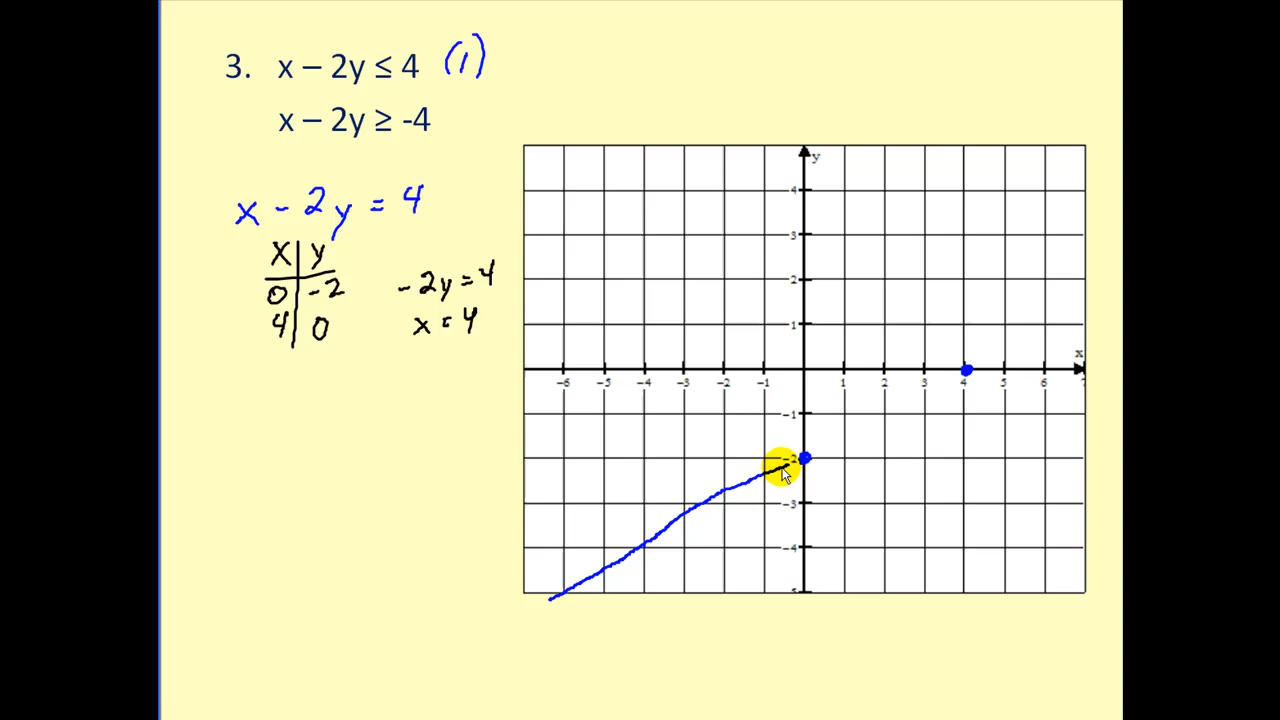 3. x – 2y ≤ 4 (1)
x – 2y ≥ -4
x - 2y = 4
x y
0 -2 -2y = 4
4 0 x = 4
y
4
3
2
1
x
-6 -5 -4 -3 -2 -1 1 2 3 4 5 6 7
-1
-2
-3
-4